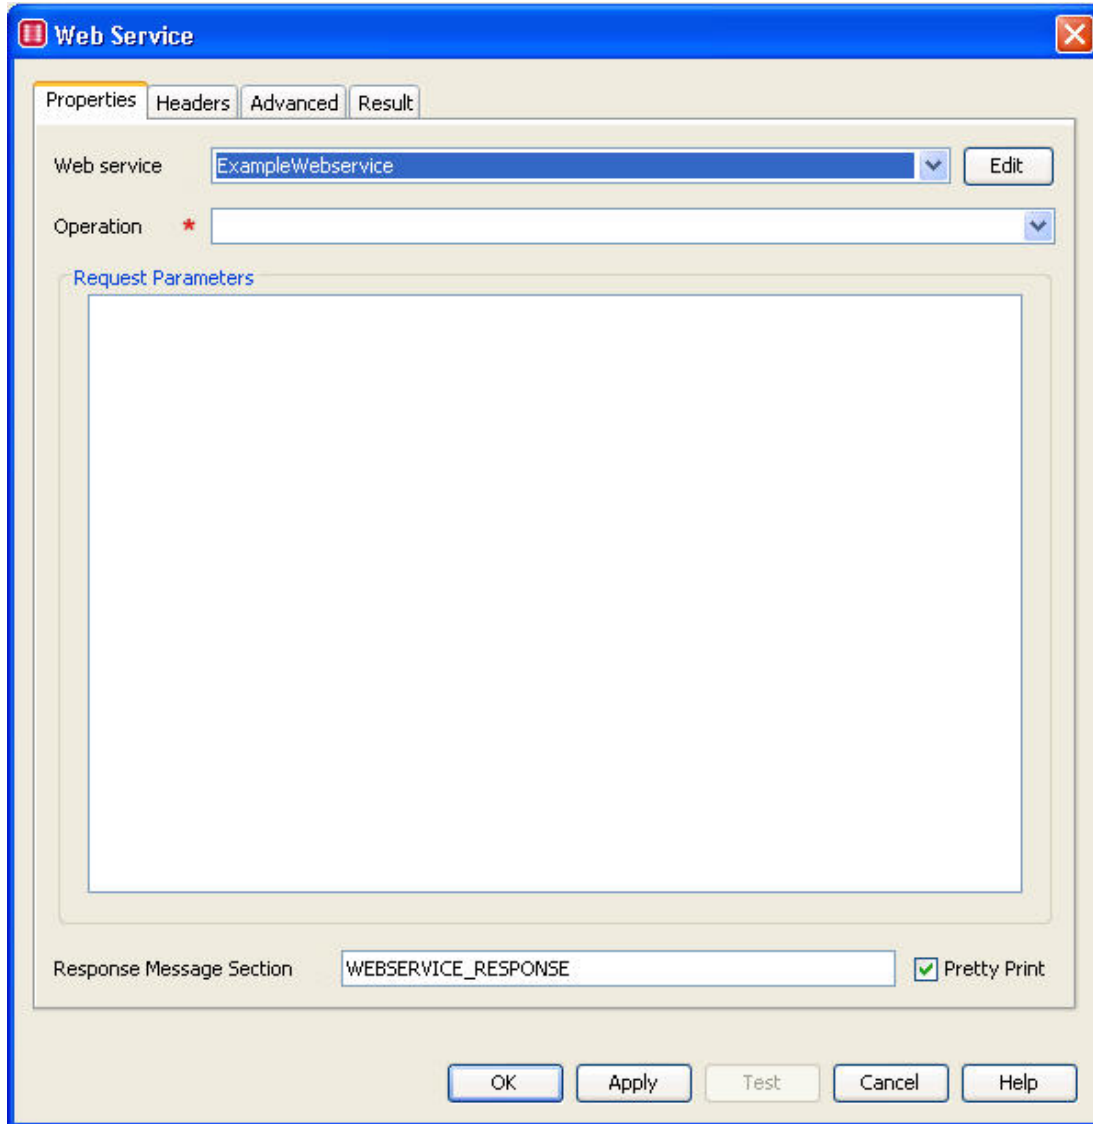 Web Service
Properties Headers Advanced Result
Web service ExampleWebservice Edit
Operation *
Request Parameters
Response Message Section WEBSERVICE_RESPONSE Pretty Print
OK Apply Test Cancel Help